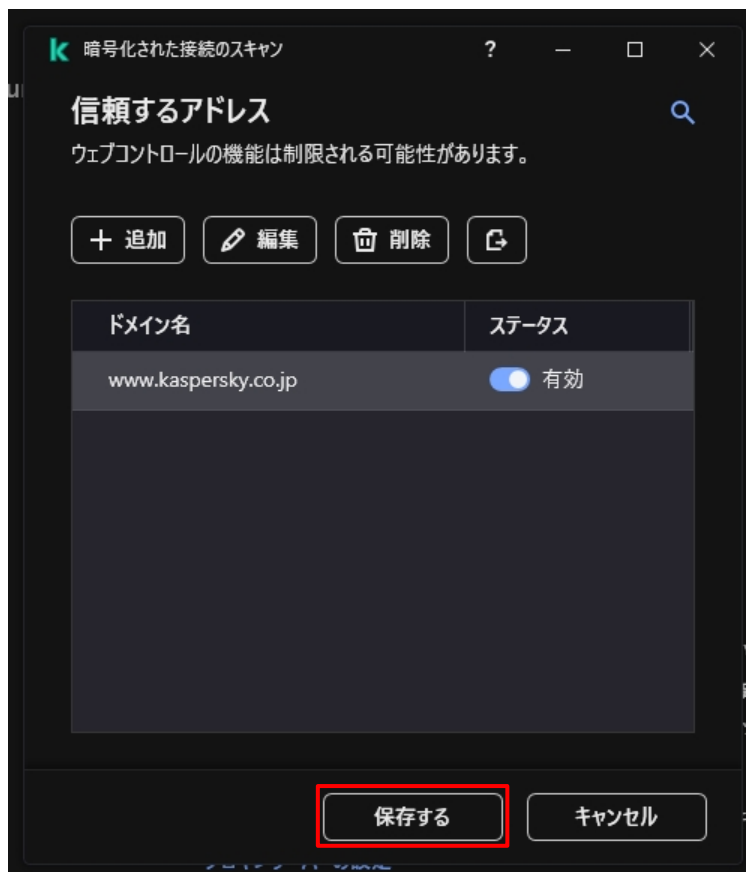 暗号化された接続のスキャン
?
信頼するアドレス
ウェブコントロールの機能は制限される可能性があります。
追加 編集 削除
ドメイン名 ステータス
www.kaspersky.co.jp 有効
保存する キャンセル